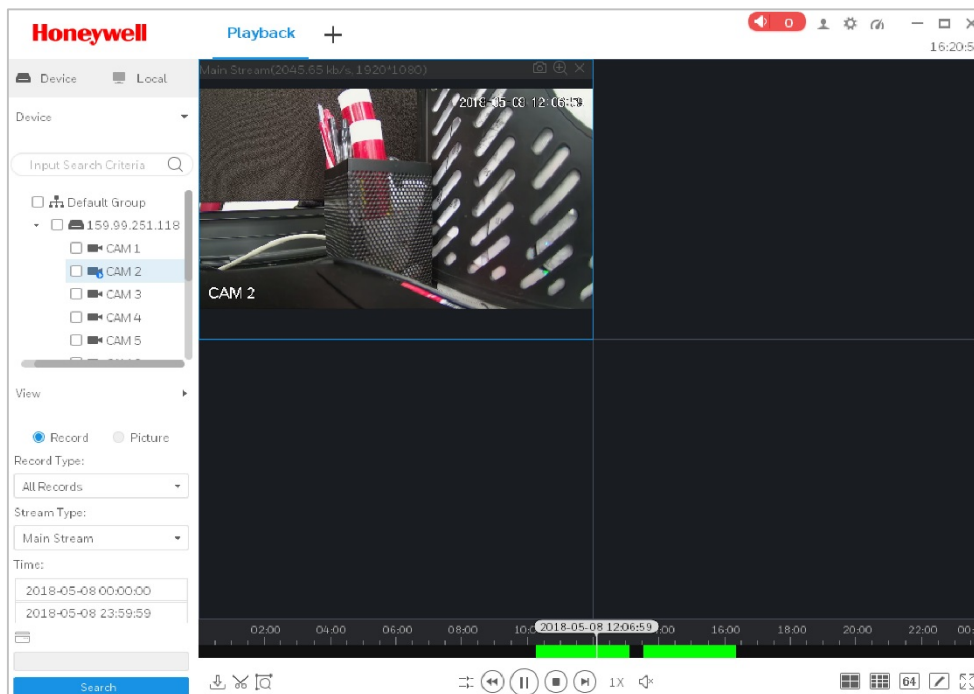 Honeywell
Playback
0
16:20:5
Device
Local
Device
Input Search Criteria
Default Group
159.99.251.118
CAM 1
CAM 2
CAM 3
CAM 4
CAM 5
View
Record
Picture
Record Type:
All Records
Stream Type:
Main Stream
Time:
2018-05-08 00:00:00
2018-05-08 23:59:59
Search
Main Stream(2045.65 kb/s, 1920*1080)
2018-05-08 12:06:59
CAM 2
02:00 04:00 06:00 08:00 10: 2018-05-08 12:06:59 :00 16:00 18:00 20:00 22:00 00:
1X
64